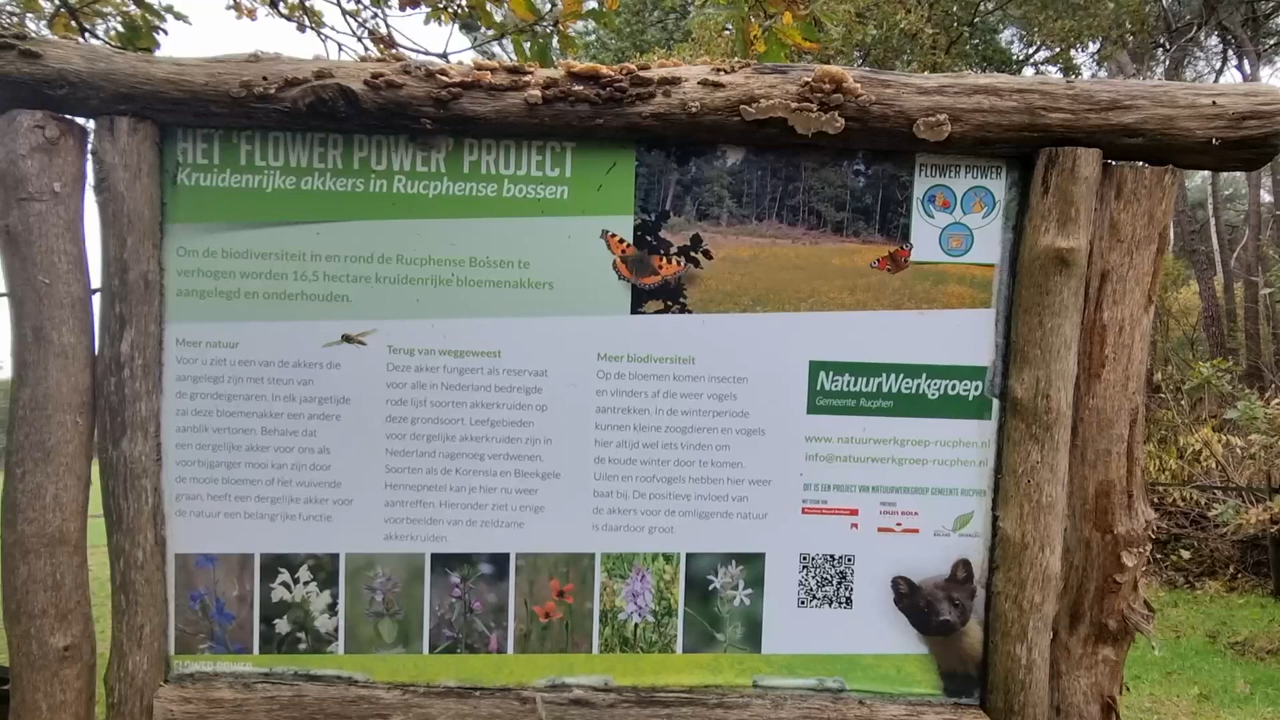 HET 'FLOWER POWER' PROJECT
Kruidenrijke akkers in Rucphense bossen
Om de biodiversiteit in en rond de Rucphense Bossen te
verhogen worden 16,5 hectare kruidenrijke bloemenakkers
aangelegd en onderhouden.
FLOWER POWER
Meer natuur
Voor u ziet u een van de akkers die
aangelegd zijn met steun van
de grondeigenaren. In elk jaargetijde
zal deze bloemenakker een andere
aanblik vertonen. Behalve dat
een dergelijke akker voor ons als
voorbijganger mooi kan zijn door
de mooie bloemen of het wuivende
graan, heeft een dergelijke akker voor
de natuur een belangrijke functie.
Terug van weggeweest
Deze akker fungeert als reservaat
voor alle in Nederland bedreigde
rode lijst soorten akkerkruiden op
deze grondsoort. Leefgebieden
voor dergelijke akkerkruiden zijn in
Nederland nagenoeg verdwenen.
Soorten als de Korensla en Bleekgele
Hennepnetel kan je hier nu weer
aantreffen. Hieronder ziet u enige
voorbeelden van de zeldzame
akkerkruiden.
Meer biodiversiteit
Op de bloemen komen insecten
en vlinders af die weer vogels
aantrekken. In de winterperiode
kunnen kleine zoogdieren en vogels
hier altijd wel iets vinden om
de koude winter door te komen.
Uilen en roofvogels hebben hier weer
baat bij. De positieve invloed van
de akkers voor de omliggende natuur
is daardoor groot.
NatuurWerkgroep
Gemeente Rucphen
www. natuurwerkgroep-rucphen.nl
info@natuurwerkgroep-rucphen.nl
DIT IS EEN PROJECT VAN NATUURWERKGROEP GEMEENTE RUCPHEN
LOUIS BOLK
FLOWER POWER